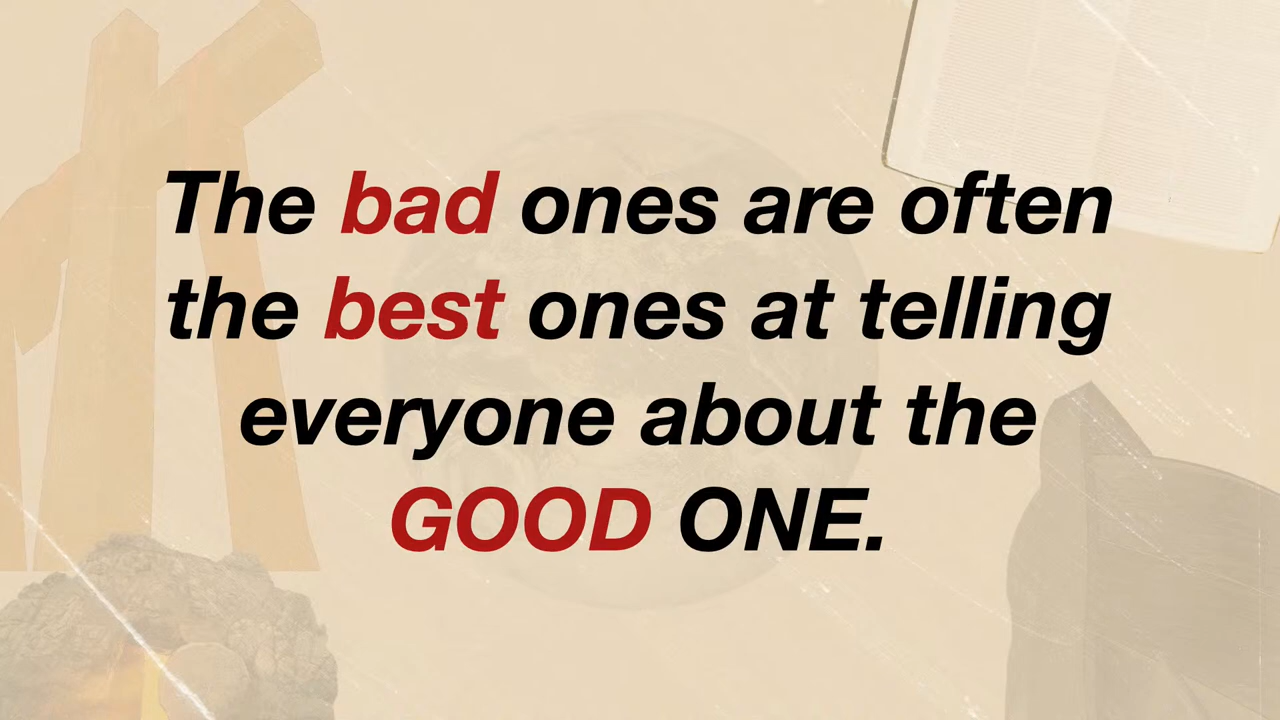 The bad ones are often
the best ones at telling
everyone about the
GOOD ONE.